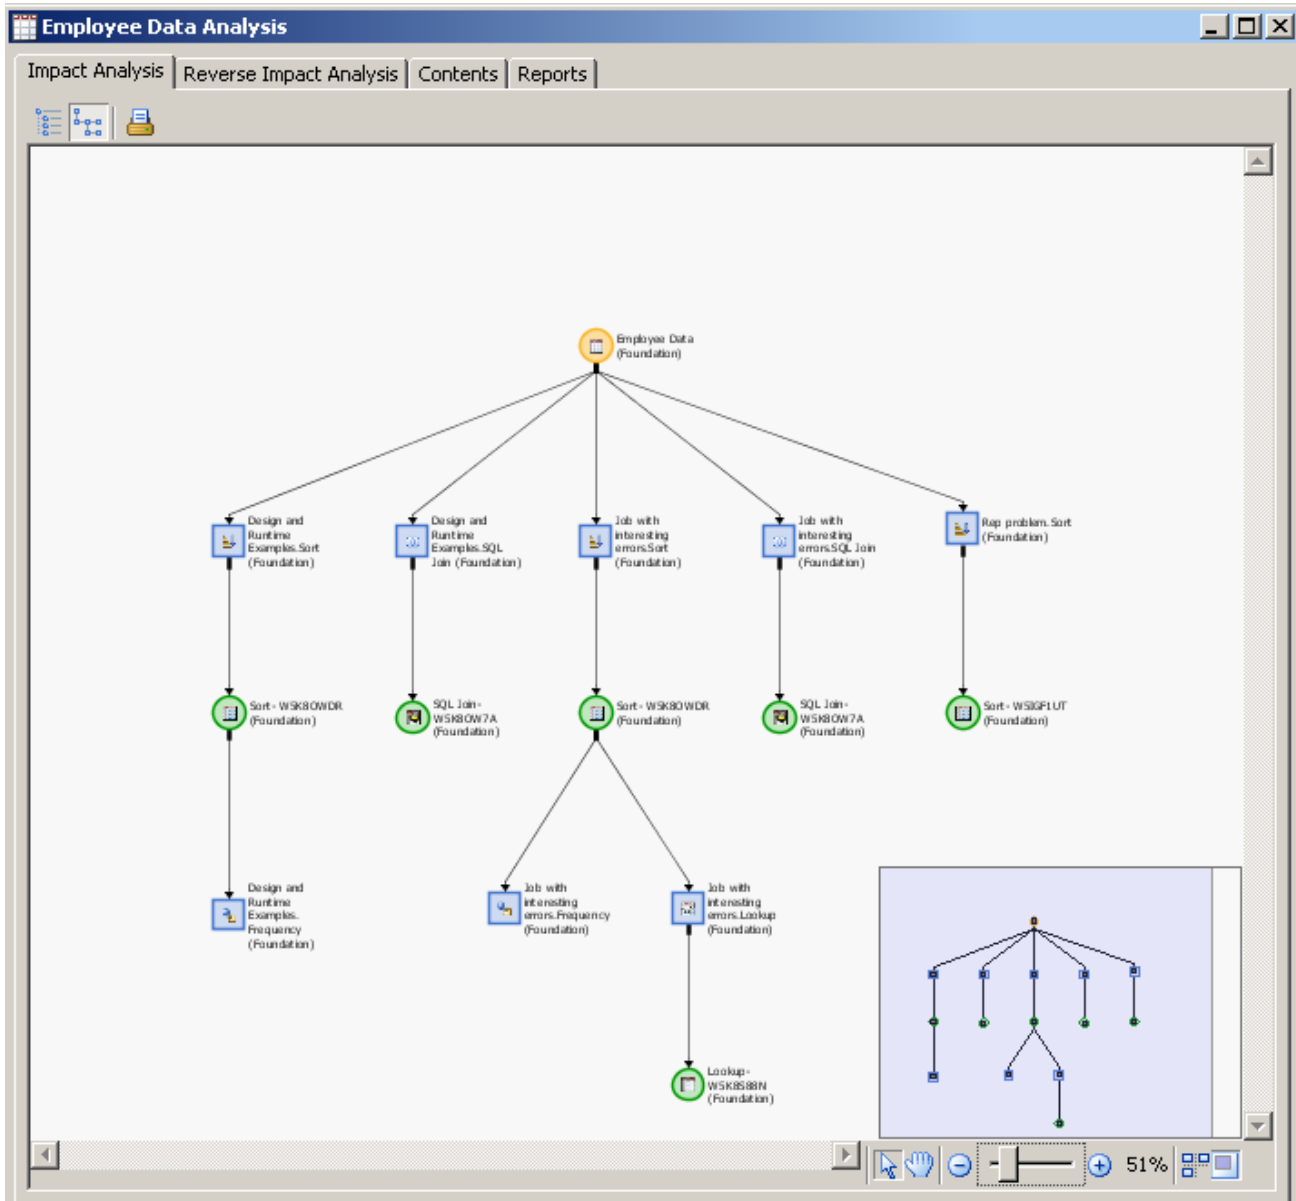 Employee Data Analysis
Impact Analysis
Reverse Impact Analysis
Contents
Reports
Employee Data
(Foundation)
Design and
Runtime
Examples.Sort
(Foundation)
Design and
Runtime
Examples.SQL
Join (Foundation)
Job with
interesting
errors.Sort
(Foundation)
Job with
interesting
errors.SQL Join
(Foundation)
Rep problem.Sort
(Foundation)
Sort - W5K8OWDR
(Foundation)
SQL Join-
W5K8OW7A
(Foundation)
Sort - W5K8OWDR
(Foundation)
SQL Join-
W5K8OW7A
(Foundation)
Sort - W5IGF1UT
(Foundation)
Design and
Runtime
Examples.
Frequency
(Foundation)
Job with
interesting
errors.Frequency
(Foundation)
Job with
interesting
errors.Lookup
(Foundation)
Lookup-
W5K8S88N
(Foundation)
51%